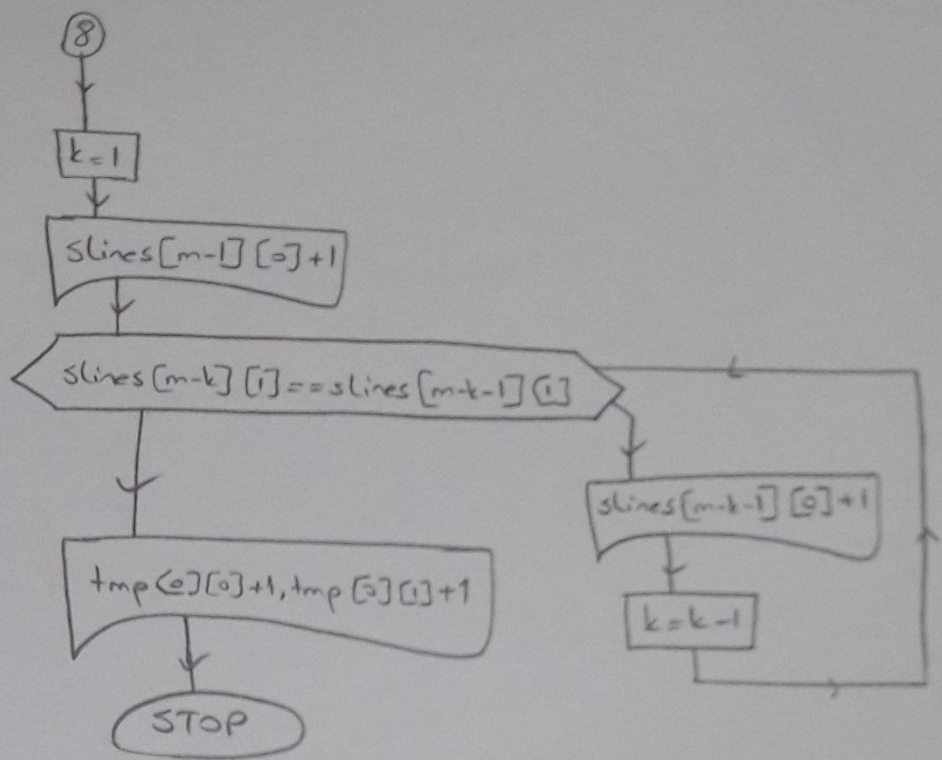 8
k=1
slines[m-1][0]+1
slines[m-k][1]==slines[m-k-1][1]
slines[m-k-1][0]+1
k=k-1
tmp[0][0]+1, tmp[0][1]+1
STOP